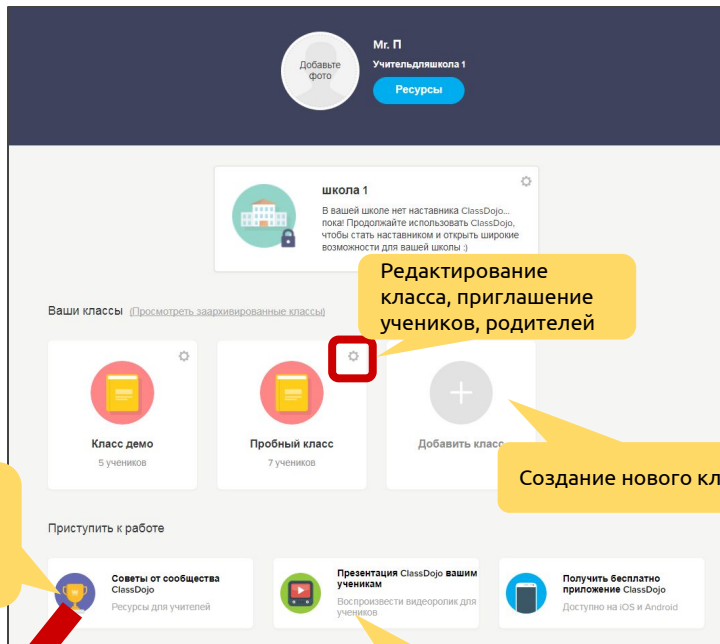 Mr. П
Добавьте
фото
Учительдляшкола 1
Ресурсы
школа 1
В вашей школе нет наставника ClassDojo...
пока! Продолжайте использовать ClassDojo,
чтобы стать наставником и открыть широкие
возможности для вашей школы :)
Редактирование
класса, приглашение
учеников, родителей
Ваши классы (Просмотреть заархивированные классы)
Класс демо
5 учеников
Пробный класс
7 учеников
Добавить класс
Создание нового кл
Приступить к работе
Советы от сообщества
ClassDojo
Ресурсы для учителей
Презентация ClassDojo вашим
ученикам
Воспроизвести видеоролик для
учеников
Получить бесплатно
приложение ClassDojo
Доступно на iOS и Android